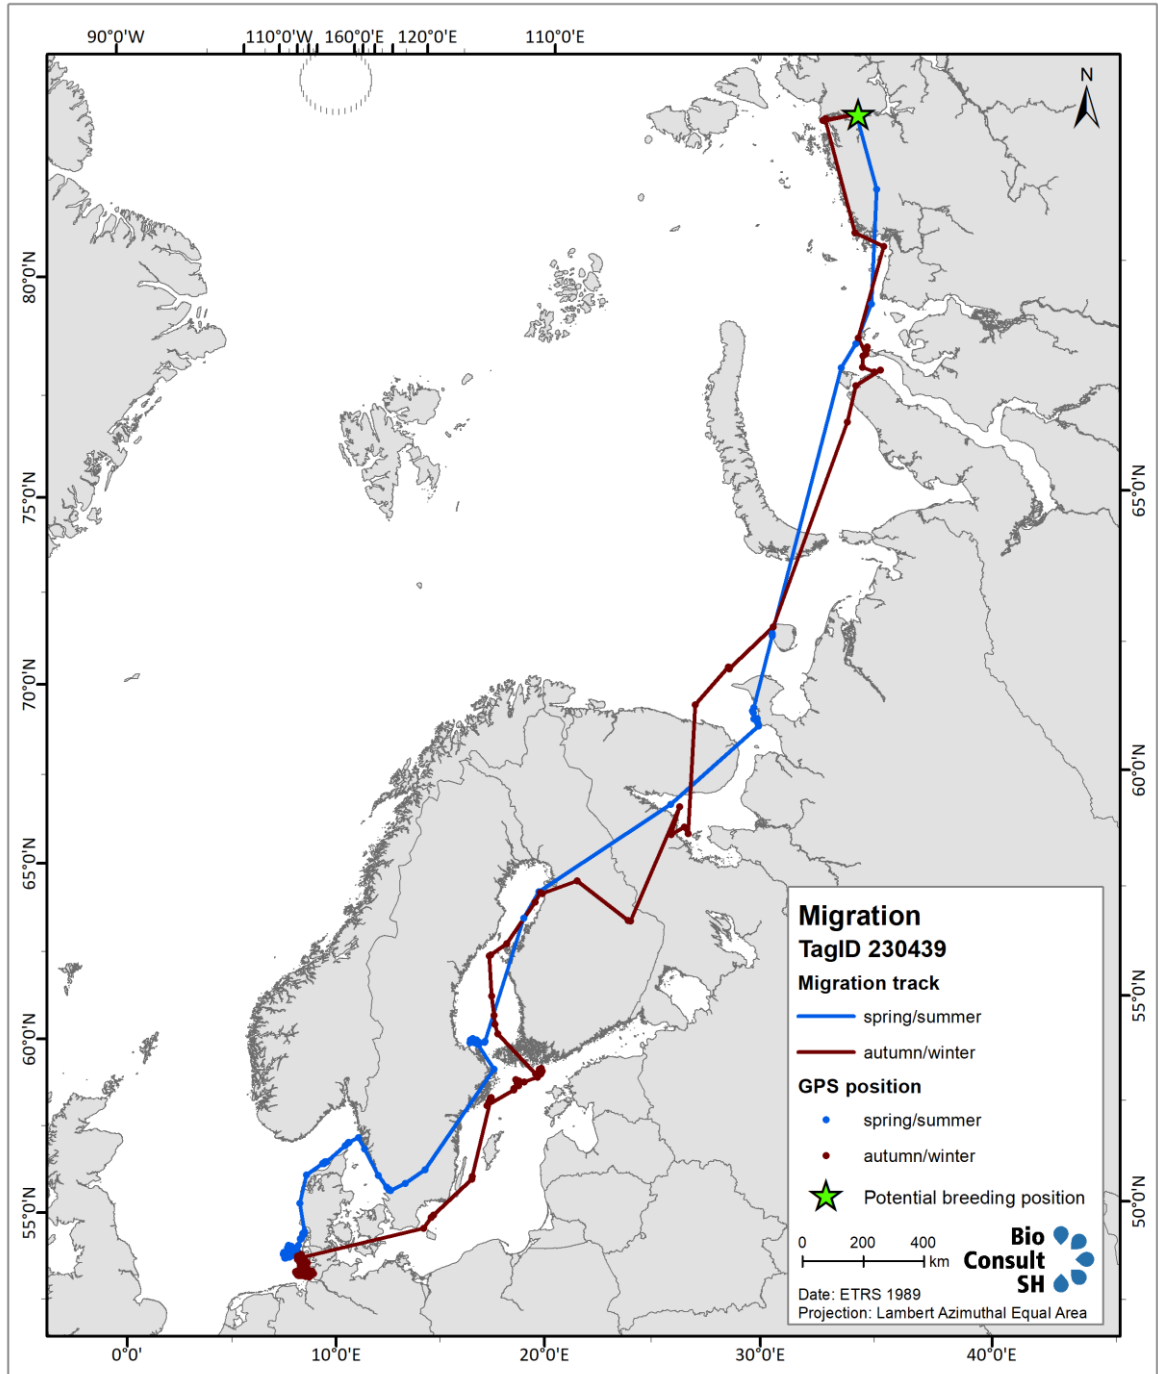 90°0'W 110°0'W 160°0'E 120°0'E 110°0'E
N
80°0'N
75°0'N
65°0'N
70°0'N
60°0'N
65°0'N
60°0'N
55°0'N
55°0'N
50°0'N
Migration
TagID 230439
Migration track
spring/summer
autumn/winter
GPS position
spring/summer
autumn/winter
Potential breeding position
0 200 400
km
Bio
Consult
SH
Date: ETRS 1989
Projection: Lambert Azimuthal Equal Area
0°0' 10°0'E 20°0'E 30°0'E 40°0'E